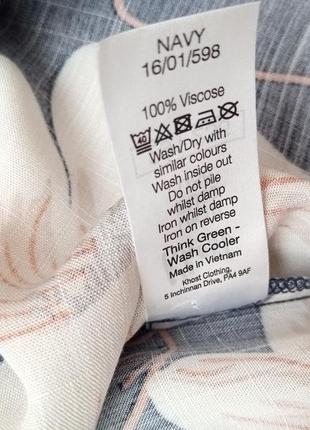 NAVY
16/01/598
100% Viscose
40
Wash/Dry with
similar colours
Wash inside out
Do not pile
whilst damp
Iron whilst damp
Iron on reverse
Think Green -
Wash Cooler
Made in Vietnam
Khost Clothing,
5 Inchinnan Drive, PA4 9AF